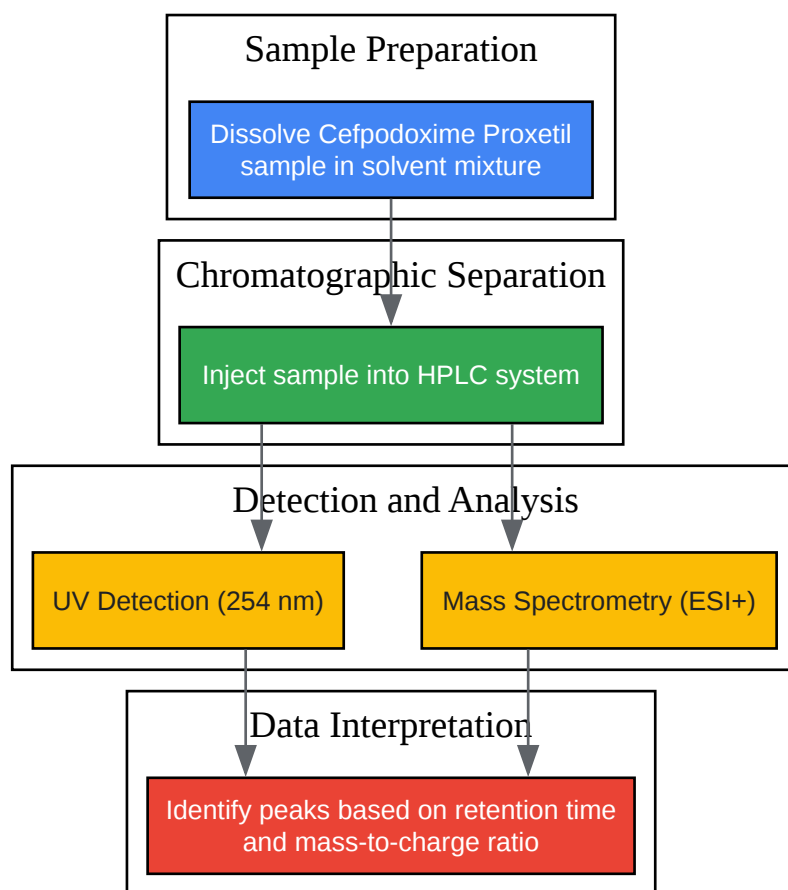 Sample Preparation
Dissolve Cefpodoxime Proxetil
sample in solvent mixture
Chromatographic Separation
Inject sample into HPLC system
Detection and Analysis
UV Detection (254 nm)
Mass Spectrometry (ESI+)
Data Interpretation
Identify peaks based on retention time
and mass-to-charge ratio